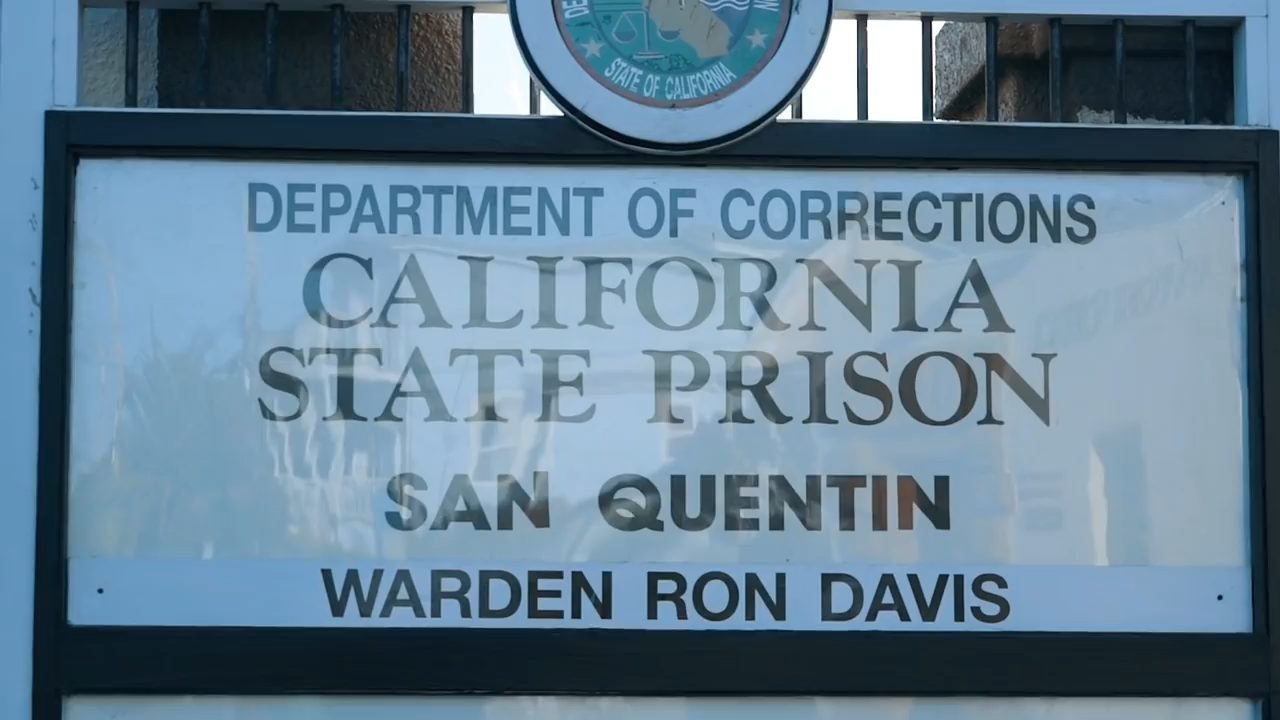 STATE OF CALIFORNIA
DEPARTMENT OF CORRECTIONS
CALIFORNIA
STATE PRISON
SAN QUENTIN
WARDEN RON DAVIS